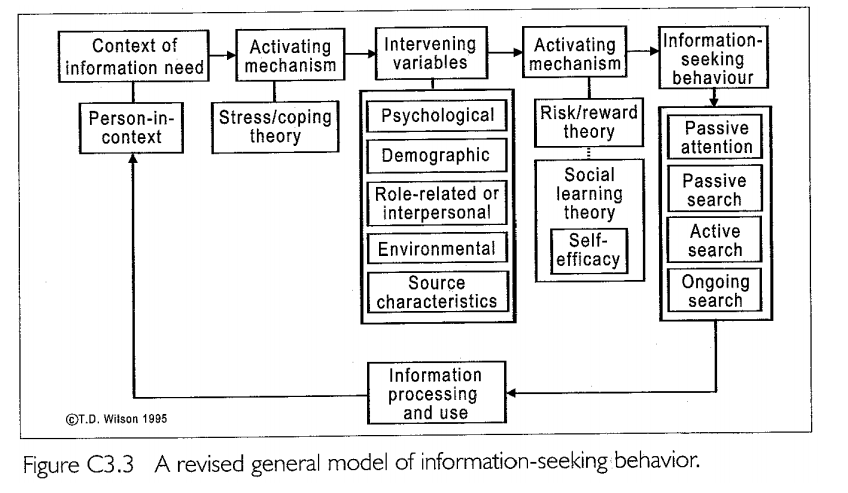 Context of
information need
Activating
mechanism
Intervening
variables
Activating
mechanism
Information-
seeking
behaviour
Person-in-
context
Stress/coping
theory
Psychological
Demographic
Role-related or
interpersonal
Environmental
Source
characteristics
Risk/reward
theory
Social
learning
theory
Self-
efficacy
Passive
attention
Passive
search
Active
search
Ongoing
search
Information
processing
and use
©T.D. Wilson 1995
Figure C3.3 A revised general model of information-seeking behavior.